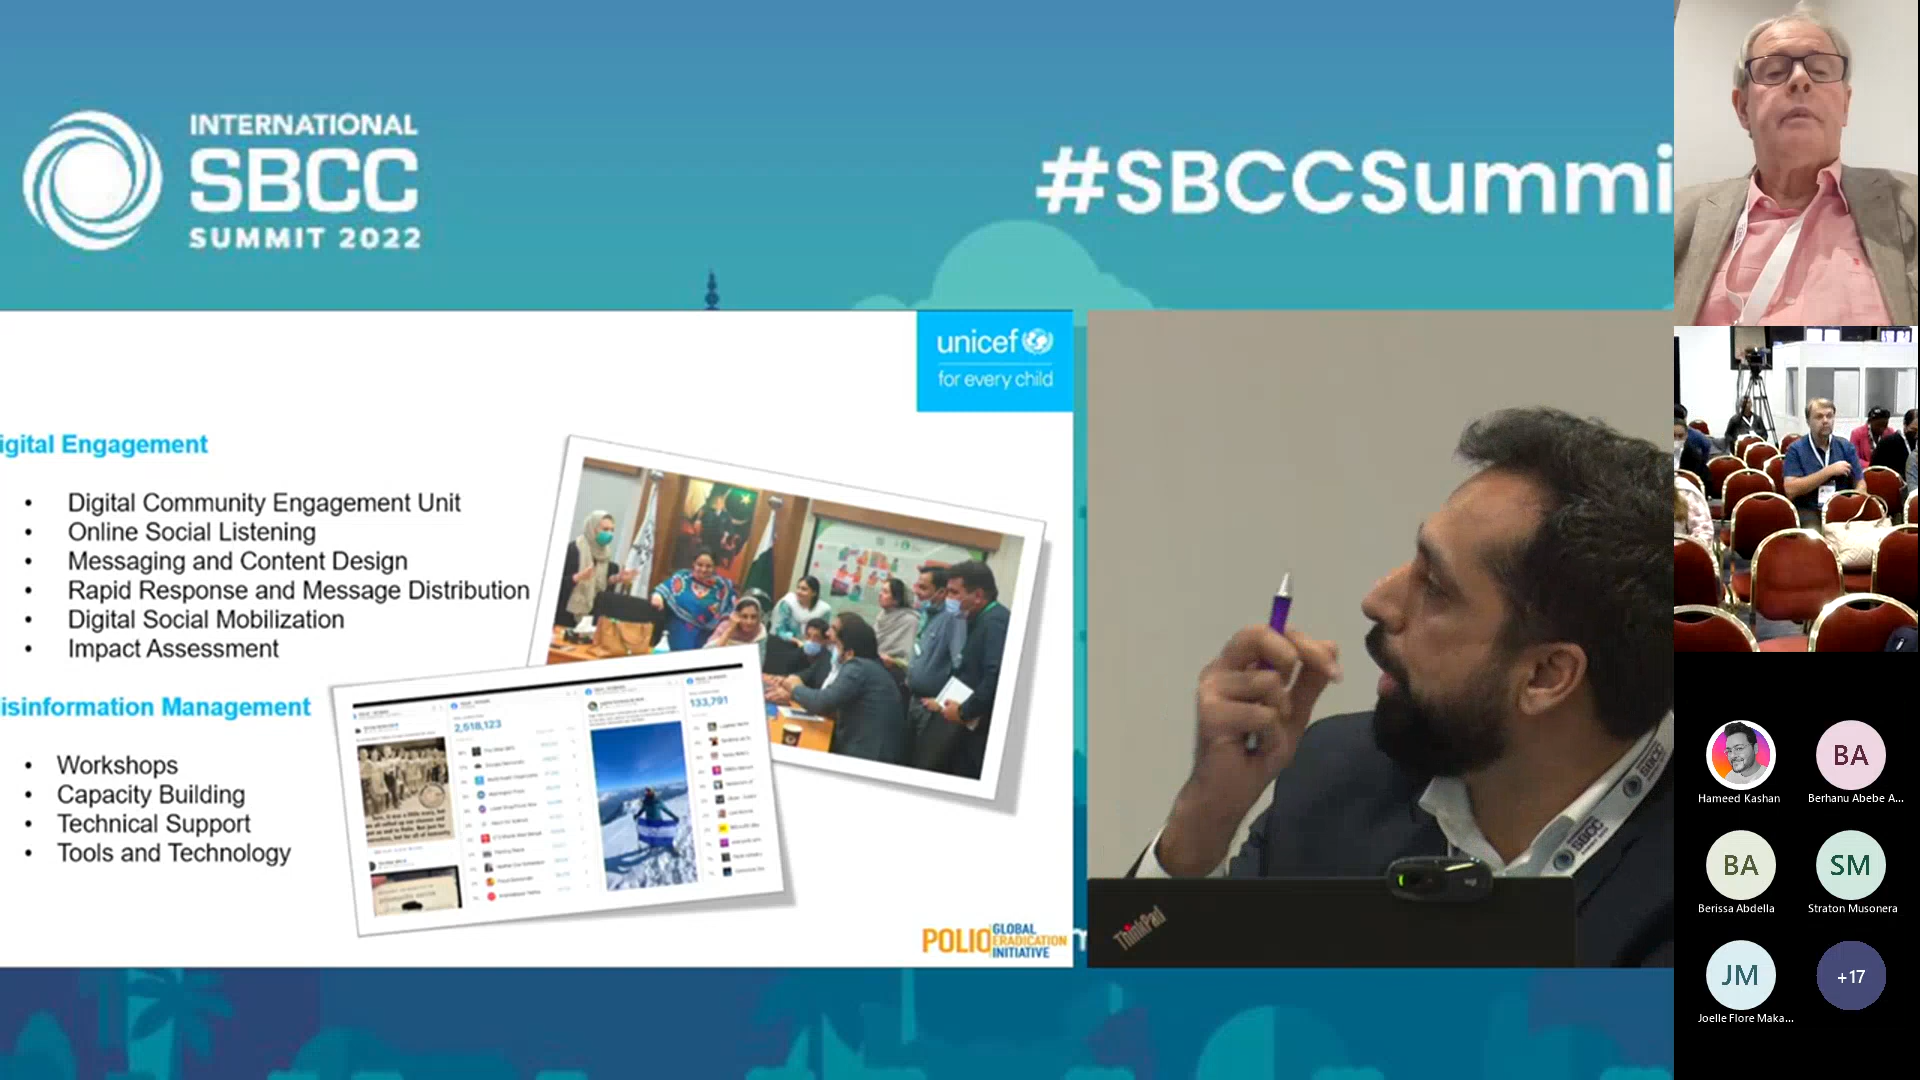 INTERNATIONAL
SBCC
SUMMIT 2022
#SBCCSummi
unicef
for every child
igital Engagement
• Digital Community Engagement Unit
• Online Social Listening
• Messaging and Content Design
• Rapid Response and Message Distribution
• Digital Social Mobilization
• Impact Assessment
isinformation Management
• Workshops
• Capacity Building
• Technical Support
• Tools and Technology
2,518,123
133,791
POLIO GLOBAL
ERADICATION
INITIATIVE
ThinkPad
SBCC
logi
Hameed Kashan
BA
Berhanu Abebe A...
BA
Berissa Abdella
SM
Straton Musonera
JM
Joelle Flore Maka...
+17